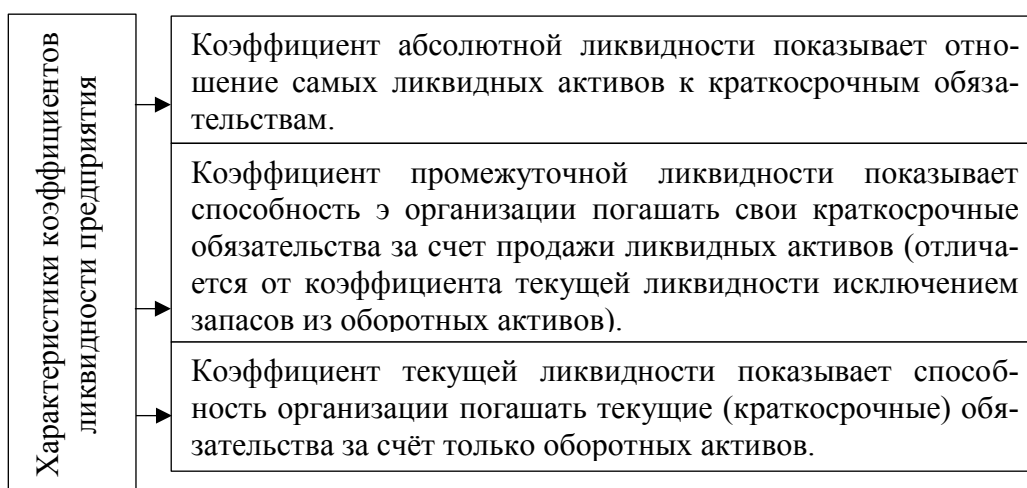 Характеристики коэффициентов
ликвидности предприятия
Коэффициент абсолютной ликвидности показывает отно-
шение самых ликвидных активов к краткосрочным обяза-
тельствам.
Коэффициент промежуточной ликвидности показывает
способность э организации погашать свои краткосрочные
обязательства за счет продажи ликвидных активов (отлича-
ется от коэффициента текущей ликвидности исключением
запасов из оборотных активов).
Коэффициент текущей ликвидности показывает способ-
ность организации погашать текущие (краткосрочные) обя-
зательства за счёт только оборотных активов.